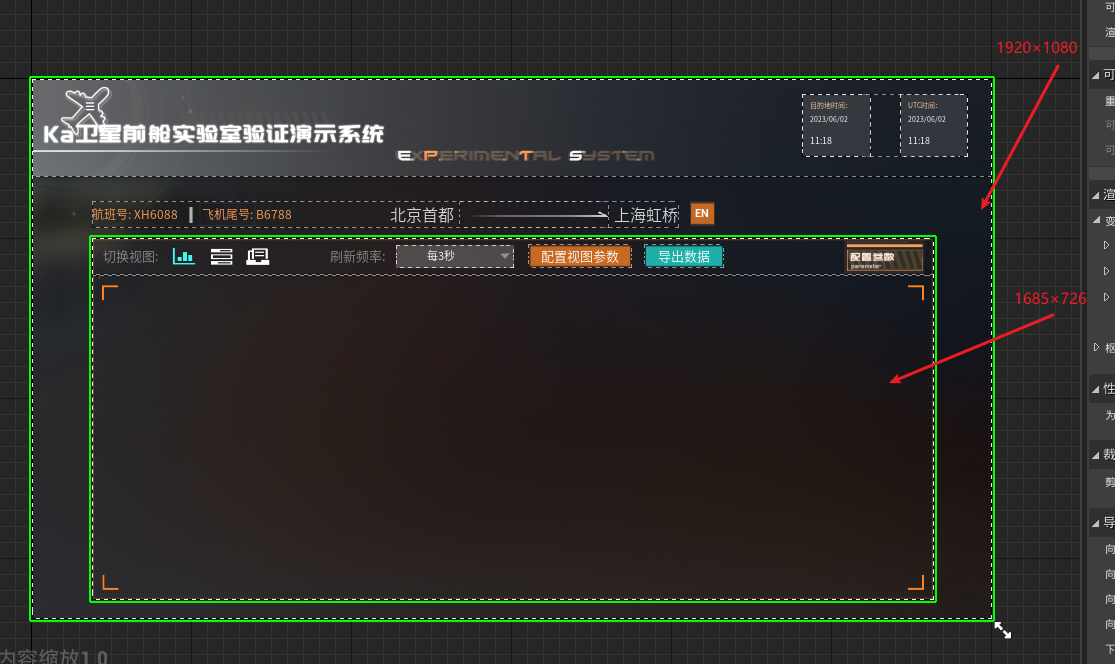 可
渲
1920×1080
可
重
可
可
Ka卫星前舱实验室验证演示系统
EXPERIMENTAL SYSTEM
目的地时间:
2023/06/02
11:18
UTC时间:
2023/06/02
11:18
渲
变
航班号: XH6088 | 飞机尾号: B6788
北京首都
上海虹桥
EN
切换视图:
刷新频率:
每3秒
配置视图参数
导出数据
配置参数
parameter
1685×726
枢
性
为
裁
剪
导
向
向
向
向
下
内容缩放1.0